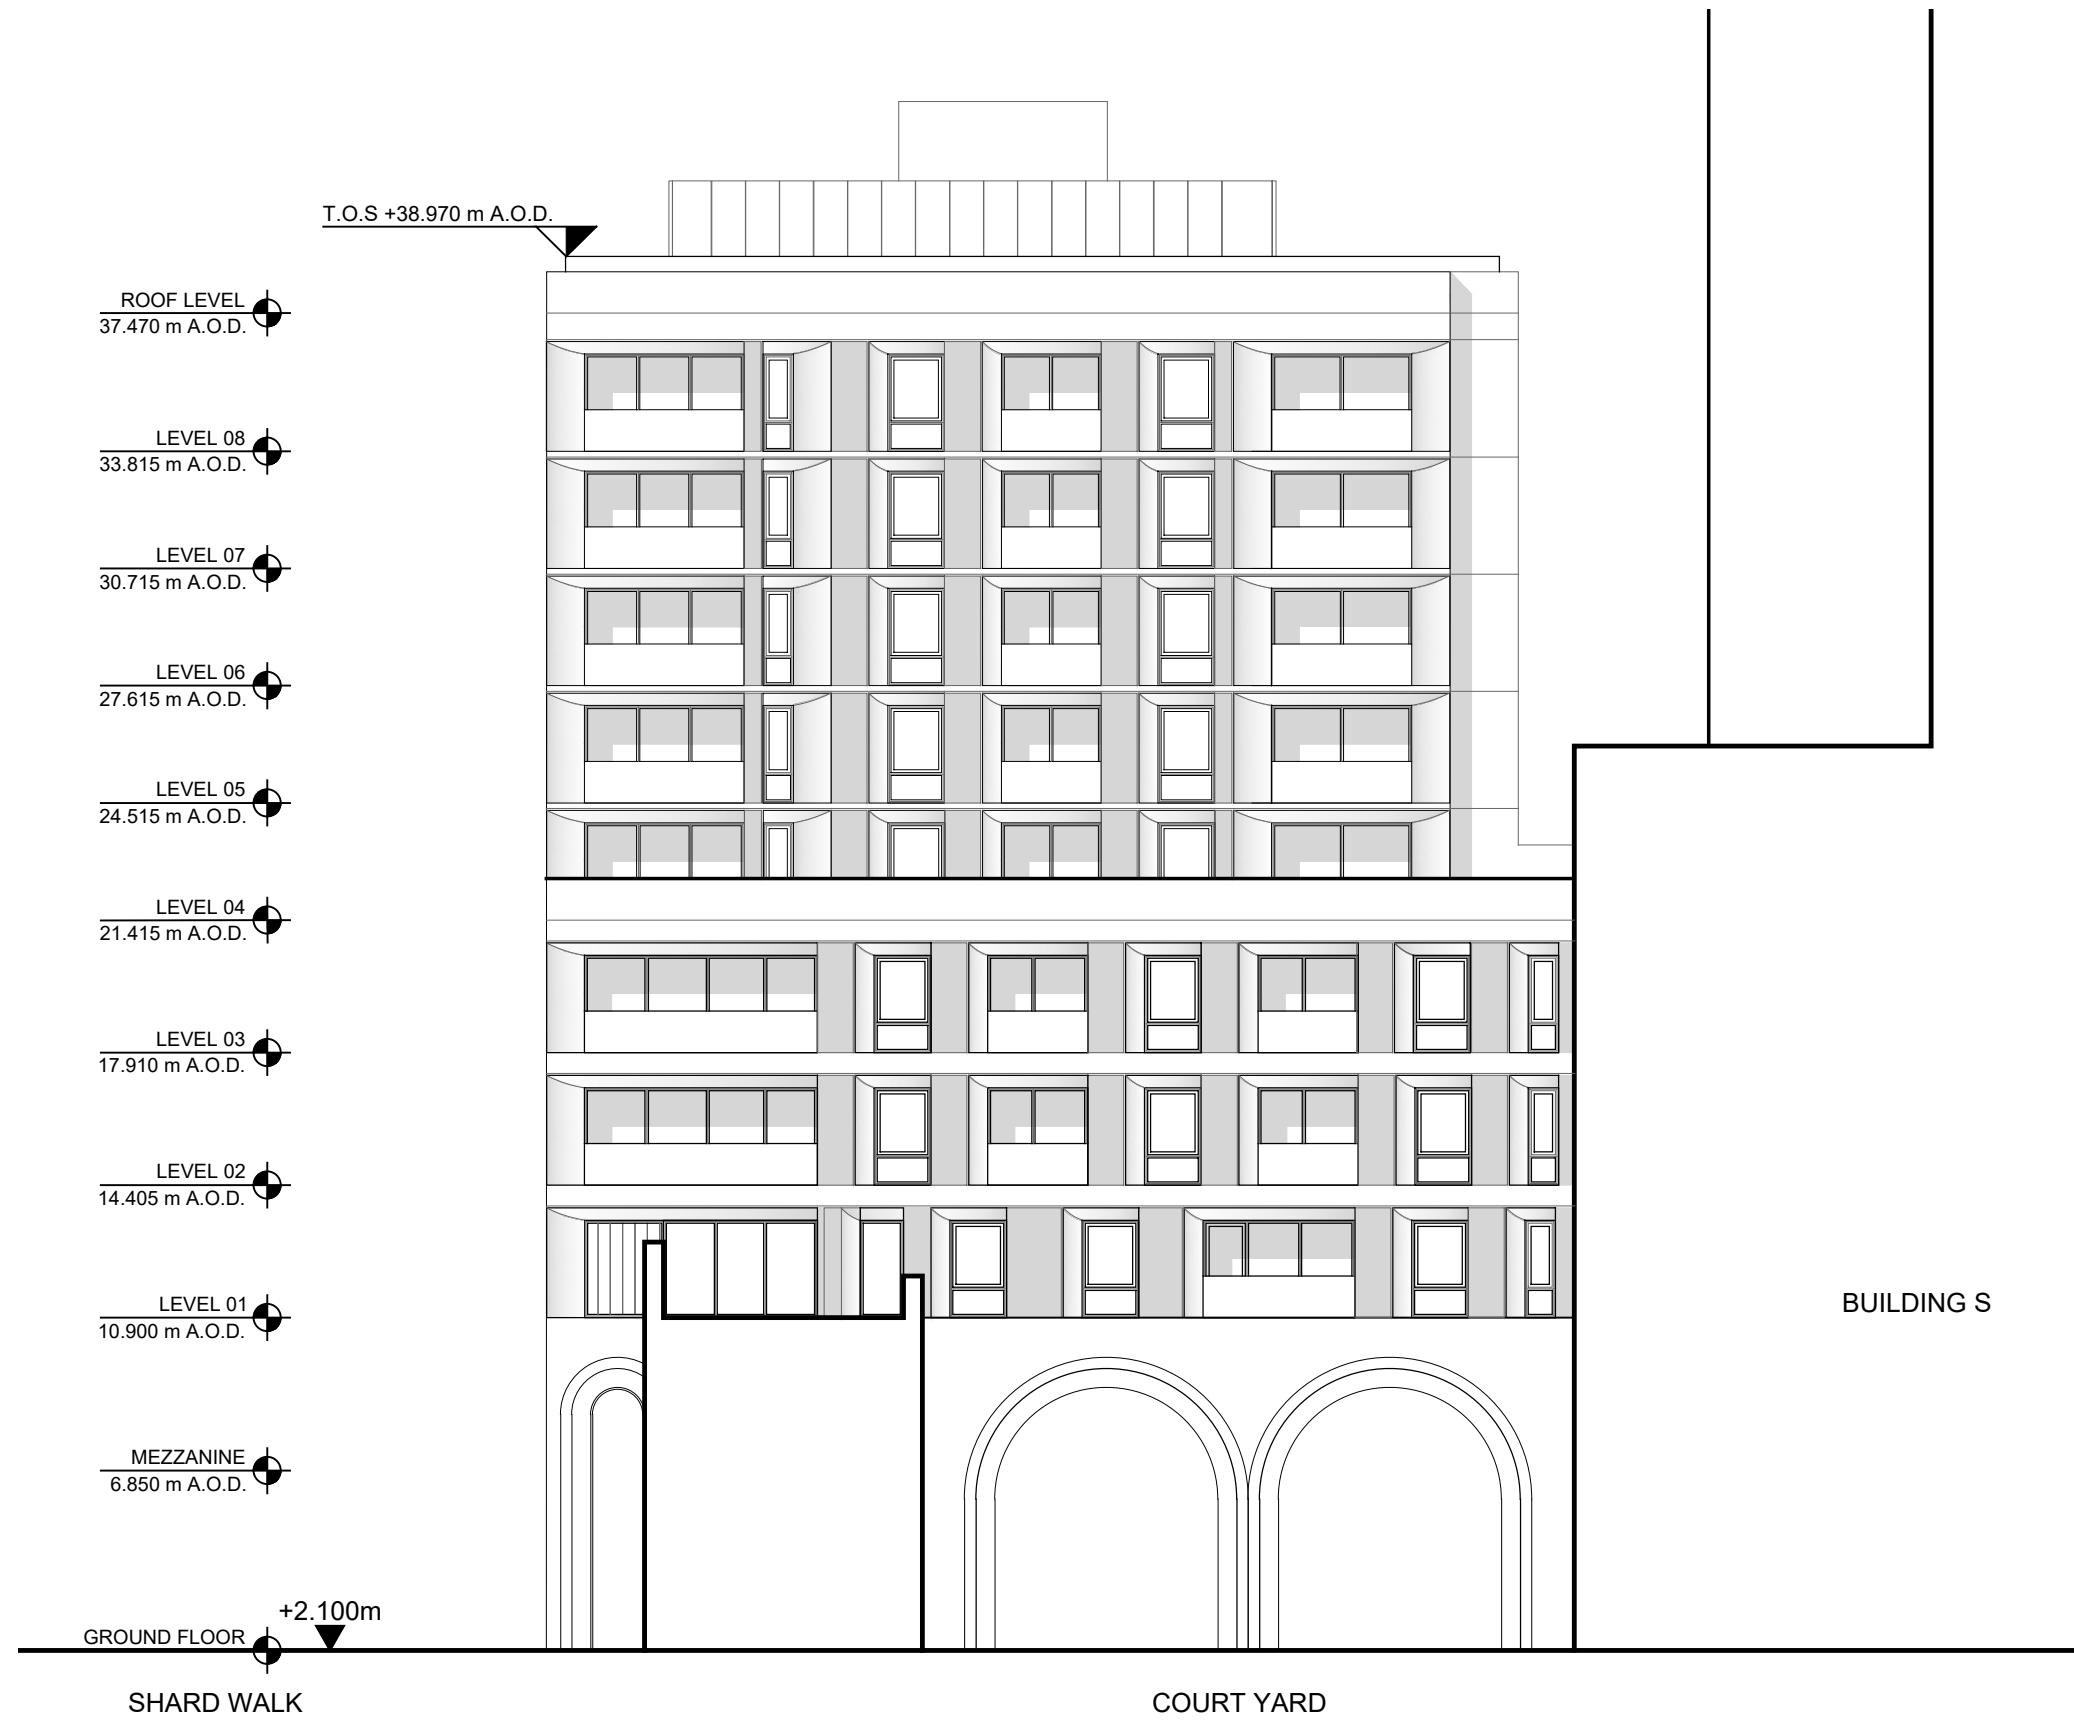 T.O.S +38.970 m A.O.D.
ROOF LEVEL
37.470 m A.O.D.
LEVEL 08
33.815 m A.O.D.
LEVEL 07
30.715 m A.O.D.
LEVEL 06
27.615 m A.O.D.
LEVEL 05
24.515 m A.O.D.
LEVEL 04
21.415 m A.O.D.
LEVEL 03
17.910 m A.O.D.
LEVEL 02
14.405 m A.O.D.
LEVEL 01
10.900 m A.O.D.
BUILDING S
MEZZANINE
6.850 m A.O.D.
+2.100m
GROUND FLOOR
SHARD WALK
COURT YARD